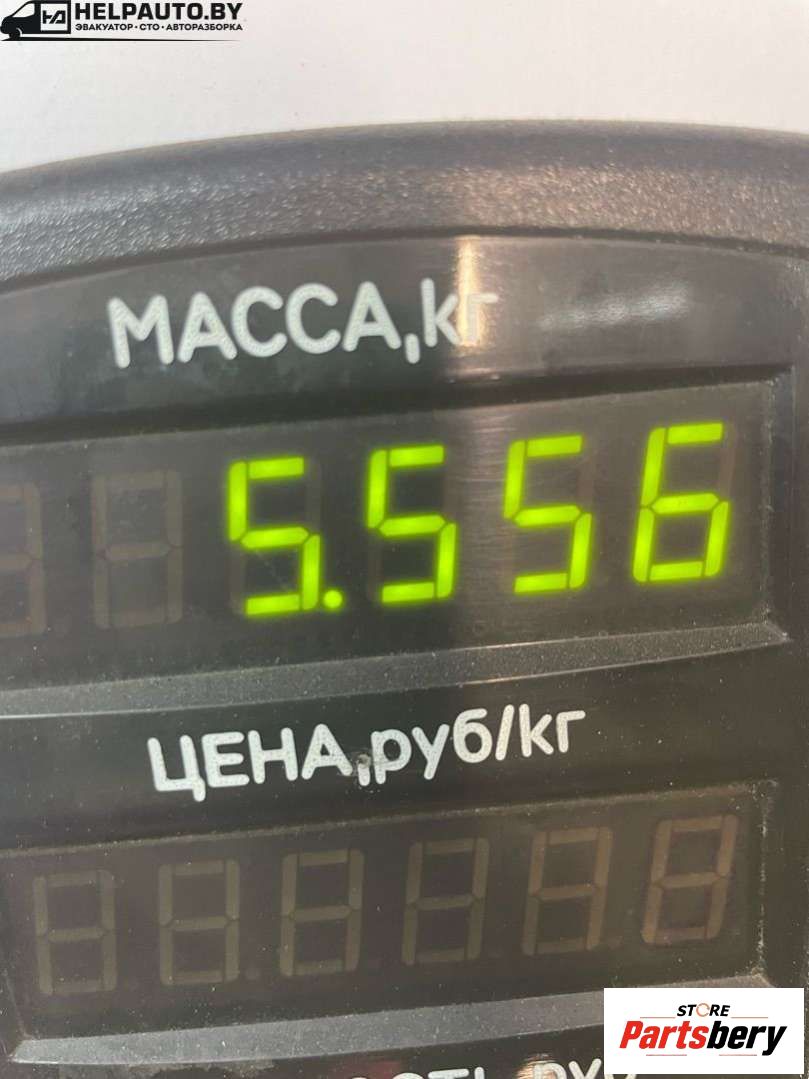 HELPAUTO.BY
ЭВАКУАТОР • СТО • АВТОРАЗБОРКА
МАССА,кг
5.556
ЦЕНА,руб/кг
STORE
Partsbery